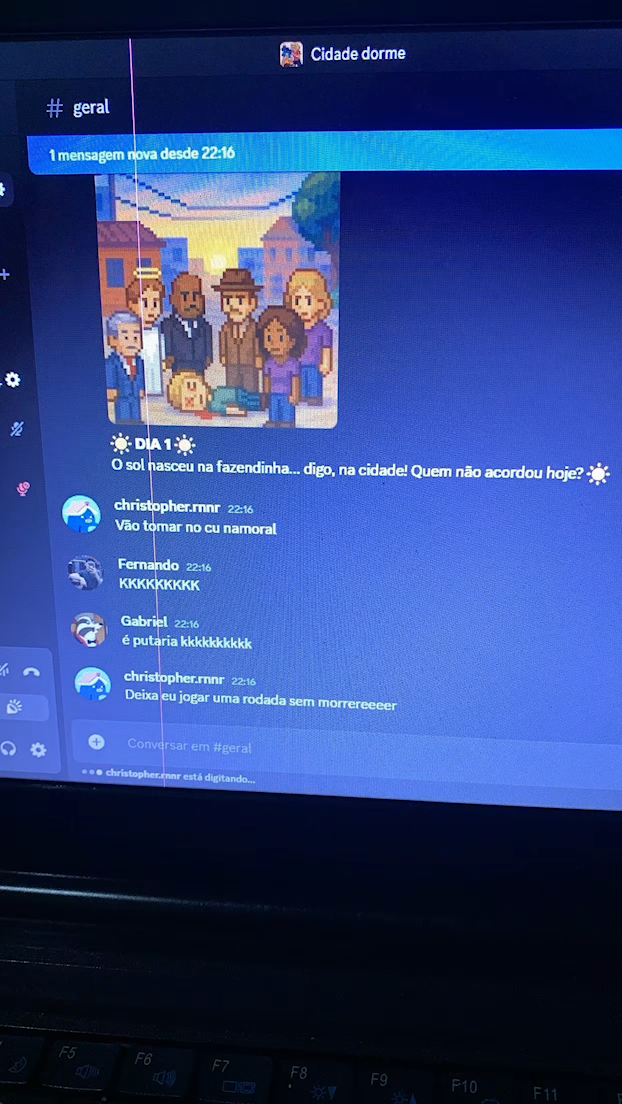 Cidade dorme
# geral
1 mensagem nova desde 22:16
DIA 1
O sol nasceu na fazendinha... digo, na cidade! Quem não acordou hoje?
christopher.rnnr 22:16
Vão tomar no cu namoral
Fernando 22:16
KKKKKKKKK
Gabriel 22:16
é putaria kkkkkkkkkk
christopher.rnnr 22:16
Deixa eu jogar uma rodada sem morrereeeer
Conversar em #geral
christopher.rnnr está digitando...
F5
F6
F7
F8
F9
F10
F11